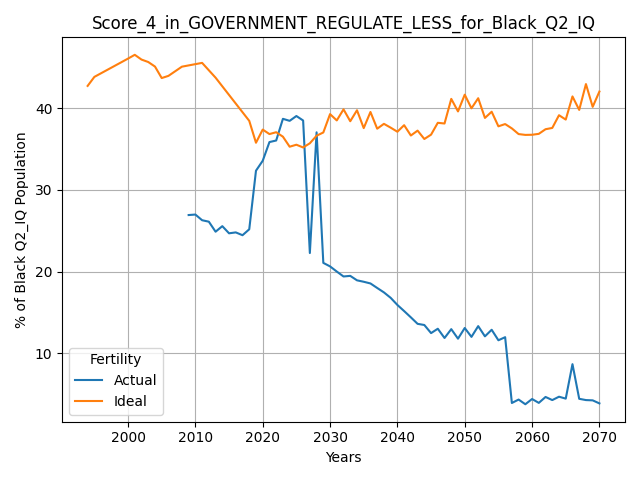 Score_4_in_GOVERNMENT_REGULATE_LESS_for_Black_Q2_IQ
% of Black Q2_IQ Population
40
30
20
10
Fertility
Actual
Ideal
2000 2010 2020 2030 2040 2050 2060 2070
Years